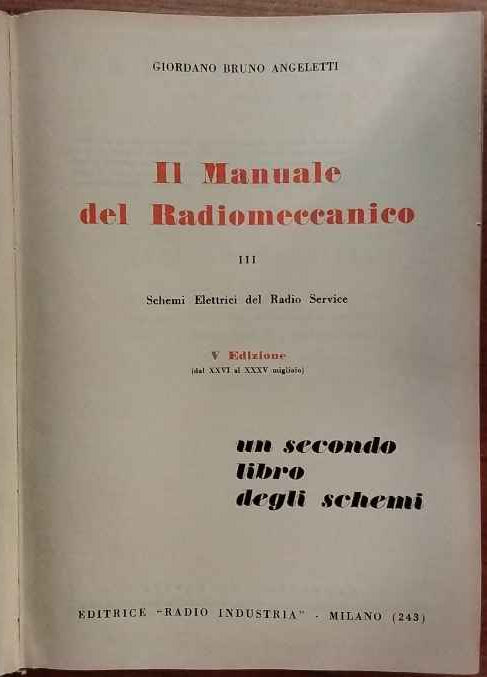 GIORDANO BRUNO ANGELETTI
Il Manuale
del Radiomeccanico
III
Schemi Elettrici del Radio Service
V Edizione
(dal XXVI al XXXV migliaio)
un secondo
libro
degli schemi
EDITRICE "RADIO INDUSTRIA" - MILANO (243)